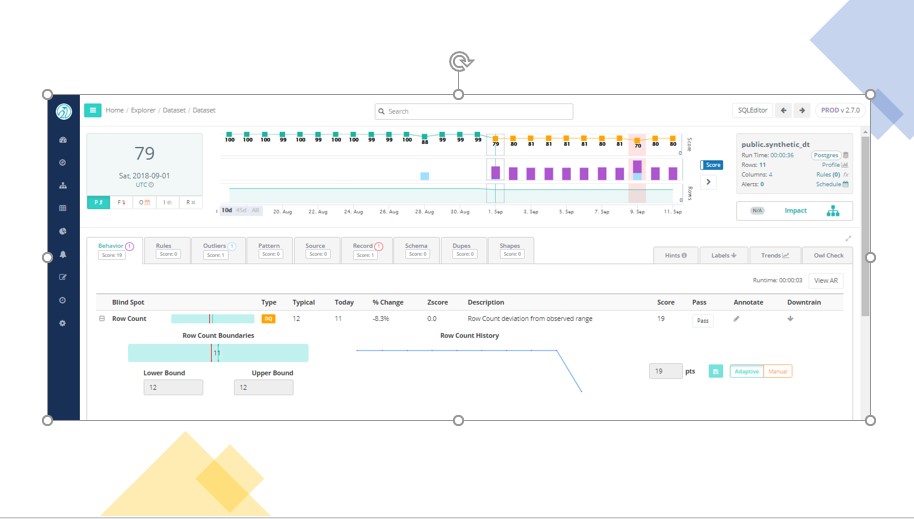 Home / Explorer / Dataset / Dataset
Search
SQLEditor
PROD v 2.7.0
79
Sat, 2018-09-01
UTC
100 100 100 99 99 100 99 99 99 100 100 88 99 99 99 79 80 80 80 81 81 80 81 70 80 80
Score
0
Rows
0
10d
20. Aug 22. Aug 24. Aug 26. Aug 28. Aug 30. Aug 1. Sep 3. Sep 5. Sep 7. Sep 9. Sep 11. Sep
Score
public.synthetic_dt
Run Time: 00:00:36 Postgres
Rows: 11 Profile
Columns: 4 Rules (0)
Alerts: 0 Schedule
N/A Impact
Behavior 1
Score: 19
Rules
Score: 0
Outliers 1
Score: 1
Pattern
Score: 0
Source
Score: 0
Record 1
Score: 1
Schema
Score: 0
Dupes
Score: 0
Shapes
Score: 0
Hints Labels Trends Owl Check
Runtime: 00:00:03 View AR
Blind Spot Type Typical Today % Change Zscore Description Score Pass Annotate Downtrain
Row Count DQ 12 11 -8.3% 0.0 Row Count deviation from observed range 19 Pass
Row Count Boundaries Row Count History
11
Lower Bound Upper Bound
12 12
19 pts Adaptive Manual